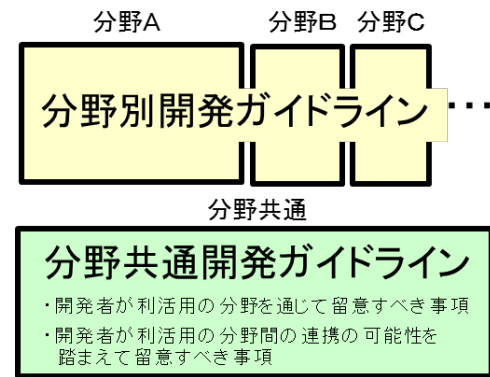 分野A 分野B 分野C
分野別開発ガイドライン ・・・
分野共通
分野共通開発ガイドライン
・開発者が利活用の分野を通じて留意すべき事項
・開発者が利活用の分野間の連携の可能性を
踏まえて留意すべき事項